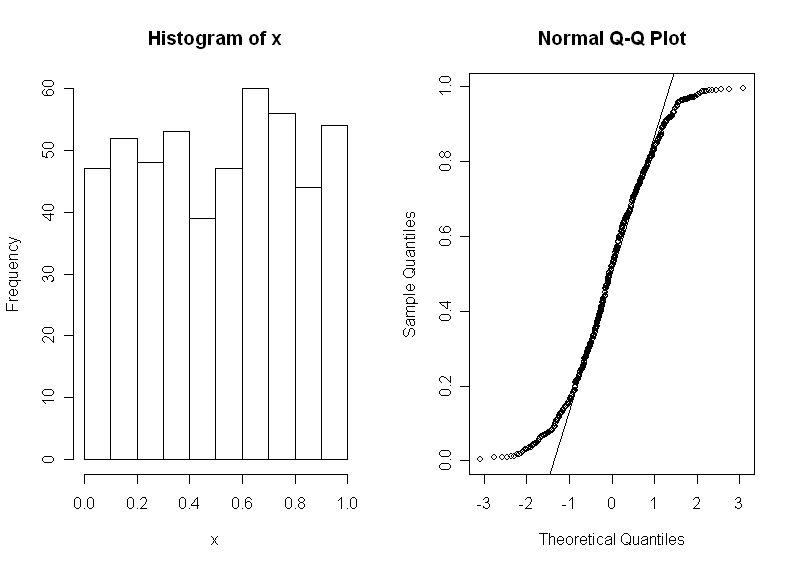 Histogram of x
Frequency
60
50
40
30
20
10
0
0.0 0.2 0.4 0.6 0.8 1.0
x
Normal Q-Q Plot
Sample Quantiles
1.0
0.8
0.6
0.4
0.2
0.0
-3 -2 -1 0 1 2 3
Theoretical Quantiles